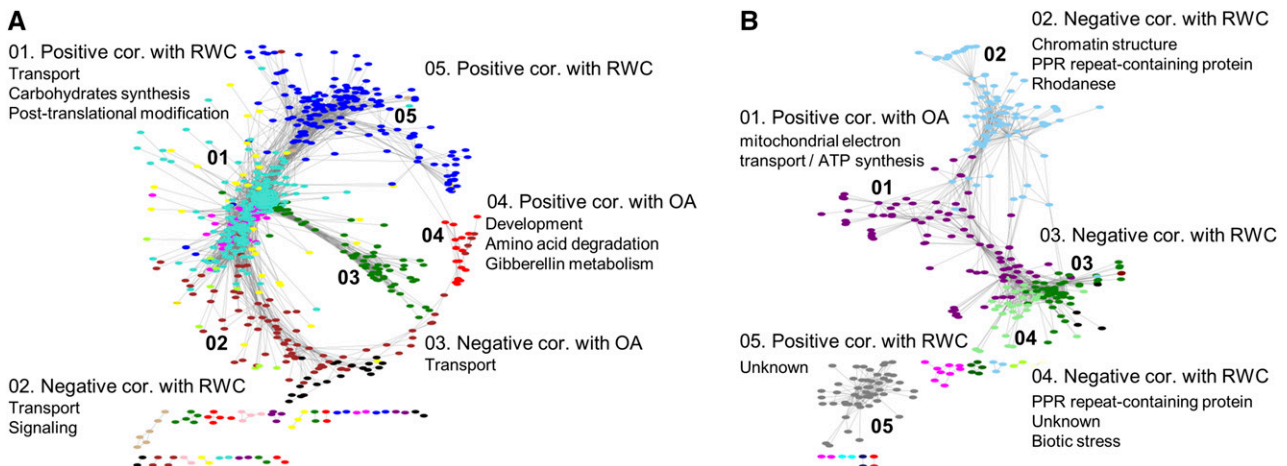 A
01. Positive cor. with RWC
Transport
Carbohydrates synthesis
Post-translational modification
01
05. Positive cor. with RWC
05
04. Positive cor. with OA
Development
Amino acid degradation
Gibberellin metabolism
04
03
03. Negative cor. with OA
Transport
02
02. Negative cor. with RWC
Transport
Signaling
B
02. Negative cor. with RWC
Chromatin structure
PPR repeat-containing protein
Rhodanese
02
01. Positive cor. with OA
mitochondrial electron
transport / ATP synthesis
01
03. Negative cor. with RWC
03
04
05. Positive cor. with RWC
Unknown
05
04. Negative cor. with RWC
PPR repeat-containing protein
Unknown
Biotic stress